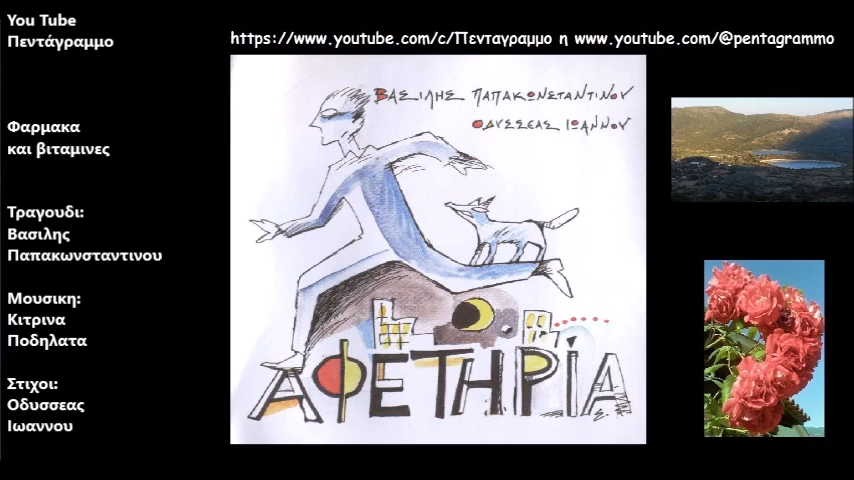 You Tube
Πεντάγραμμο
https://www.youtube.com/c/Πενταγραμμο η www.youtube.com/@pentagrammo
Φαρμακα
και βιταμινες
Τραγουδι:
Βασιλης
Παπακωνσταντινου
Μουσικη:
Κιτρινα
Ποδηλατα
Στιχοι:
Οδυσσεας
Ιωαννου
ΒΑΣΙΛΗΣ ΠΑΠΑΚΩΝΣΤΑΝΤΙΝΟΥ
ΟΔΥΣΣΕΑΣ ΙΩΑΝΝΟΥ
ΑΦΕΤΗΡίΑ